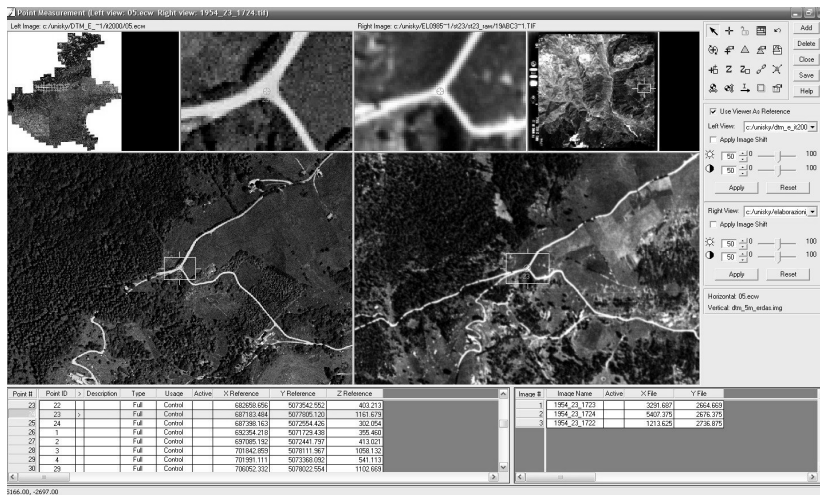 Point Measurement (Left view: 05.ecw Right view: 1954_23_1724.tif)
Left Image: c:/unisky/DTM_E_~1/it2000/05.ecw Right Image: c:/unisky/EL0985~1/st23/st23_raw/19ABC3~1.TIF
Add
Delete
Close
Save
Help
Use Viewer As Reference
Left View: c:/unisky/dtm_e_it200
Apply Image Shift
50 0 100
50 0 100
Apply Reset
Right View: c:/unisky/elaborazioni_
Apply Image Shift
50 0 100
50 0 100
Apply Reset
Horizontal: 05.ecw
Vertical: dtm_5m_erdas.img
Point # Point ID > Description Type Usage Active X Reference Y Reference Z Reference
23 22 Full Control 682658.656 5073542.552 403.213
23 > Full Control 687183.484 5077805.120 1161.679
25 24 Full Control 687398.163 5072554.426 302.054
26 1 Full Control 692354.218 5071729.438 355.460
27 2 Full Control 697085.192 5072441.797 413.021
28 3 Full Control 701842.859 5078111.967 1058.132
29 4 Full Control 701991.111 5073368.092 541.113
30 29 Full Control 706052.332 5078022.554 1102.669
Image # Image Name Active X File Y File
1 1954_23_1723 3291.687 2664.669
2 1954_23_1724 5407.375 2676.375
3 1954_23_1722 1213.625 2736.875
5166.00, -2697.00